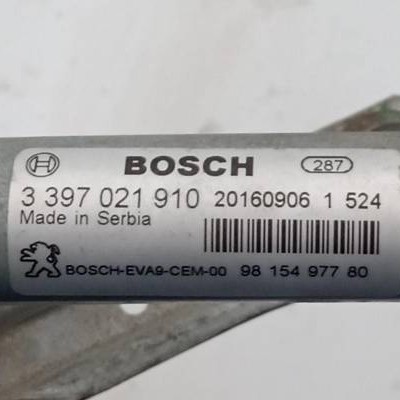 BOSCH 287
3 397 021 910 20160906 1 524
Made in Serbia
BOSCH-EVA9-CEM-00 98 154 977 80